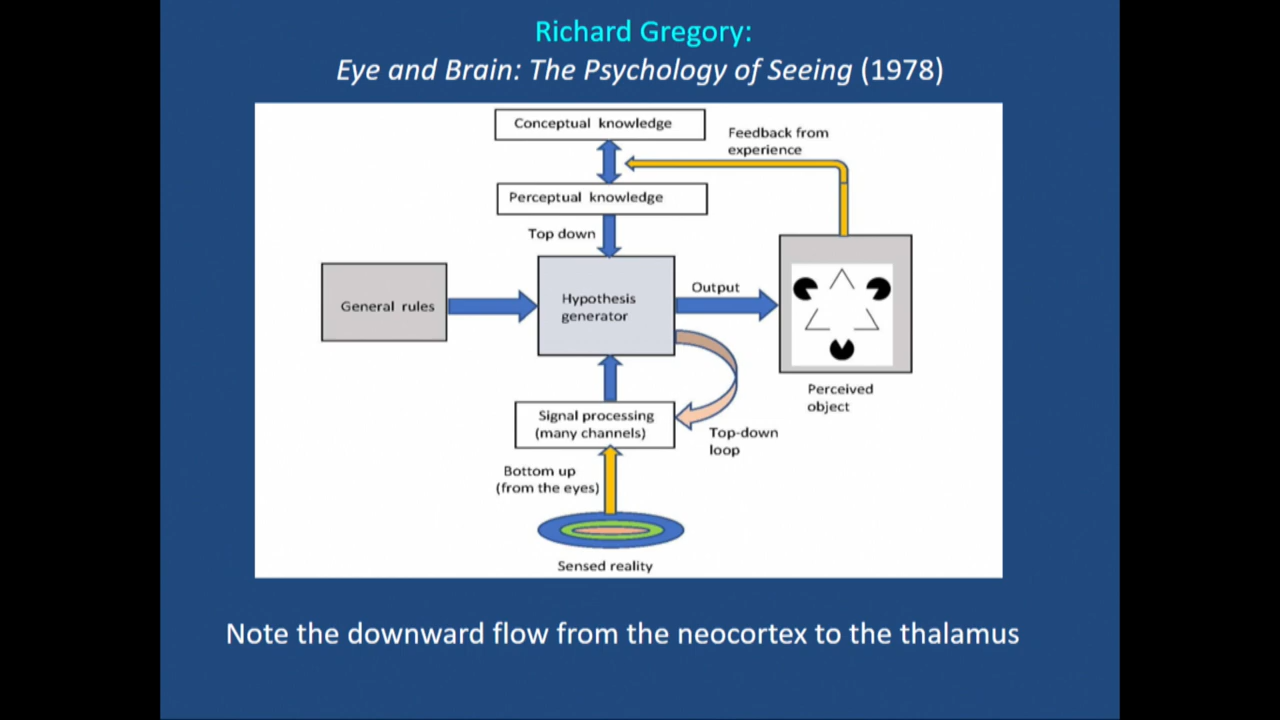 Richard Gregory:
Eye and Brain: The Psychology of Seeing (1978)
Conceptual knowledge
Feedback from
experience
Perceptual knowledge
Top down
General rules
Hypothesis
generator
Output
Perceived
object
Signal processing
(many channels)
Top-down
loop
Bottom up
(from the eyes)
Sensed reality
Note the downward flow from the neocortex to the thalamus